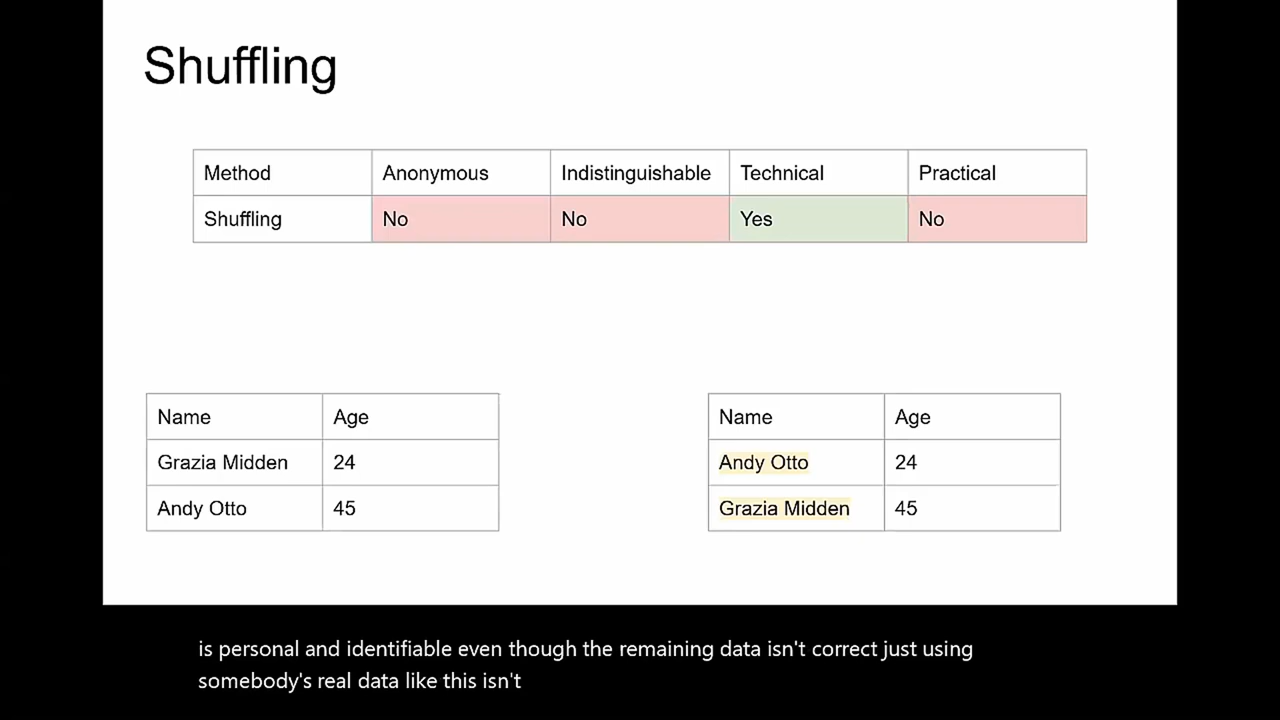 Shuffling
Method Anonymous Indistinguishable Technical Practical
Shuffling No No Yes No
Name Age
Grazia Midden 24
Andy Otto 45
Name Age
Andy Otto 24
Grazia Midden 45
is personal and identifiable even though the remaining data isn't correct just using
somebody's real data like this isn't